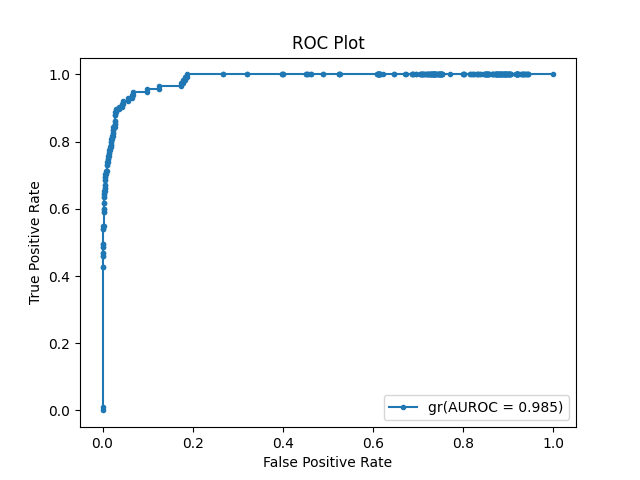 ROC Plot
True Positive Rate
1.0
0.8
0.6
0.4
0.2
0.0
gr(AUROC = 0.985)
0.0 0.2 0.4 0.6 0.8 1.0
False Positive Rate